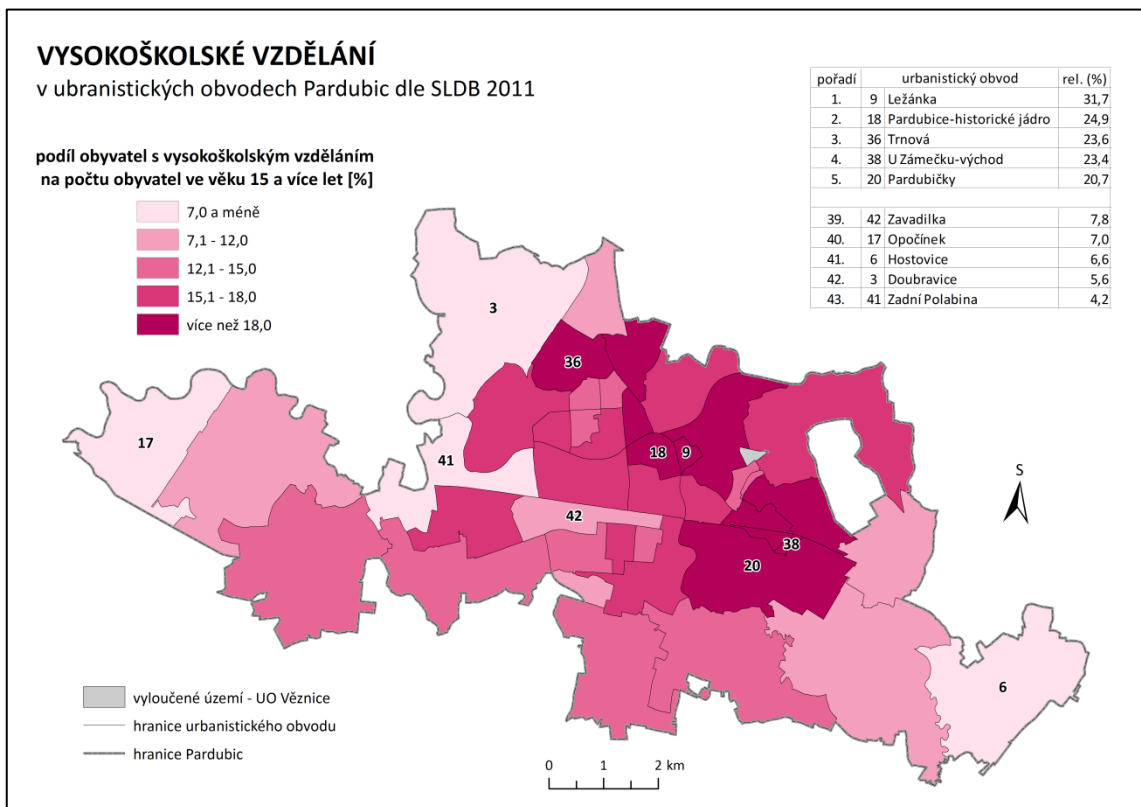 VYSOKOŠKOLSKÉ VZDĚLÁNÍ
v ubranistických obvodech Pardubic dle SLDB 2011
podíl obyvatel s vysokoškolským vzděláním
na počtu obyvatel ve věku 15 a více let [%]
7,0 a méně
7,1 - 12,0
12,1 - 15,0
15,1 - 18,0
více než 18,0
pořadí urbanistický obvod rel. (%)
1. 9 Ležánka 31,7
2. 18 Pardubice-historické jádro 24,9
3. 36 Trnová 23,6
4. 38 U Zámečku-východ 23,4
5. 20 Pardubičky 20,7
39. 42 Zavadilka 7,8
40. 17 Opočínek 7,0
41. 6 Hostovice 6,6
42. 3 Doubravice 5,6
43. 41 Zadní Polabina 4,2
3
36
17
41
18
9
42
38
20
6
S
vyloučené území - UO Věznice
hranice urbanistického obvodu
hranice Pardubic
0 1 2 km